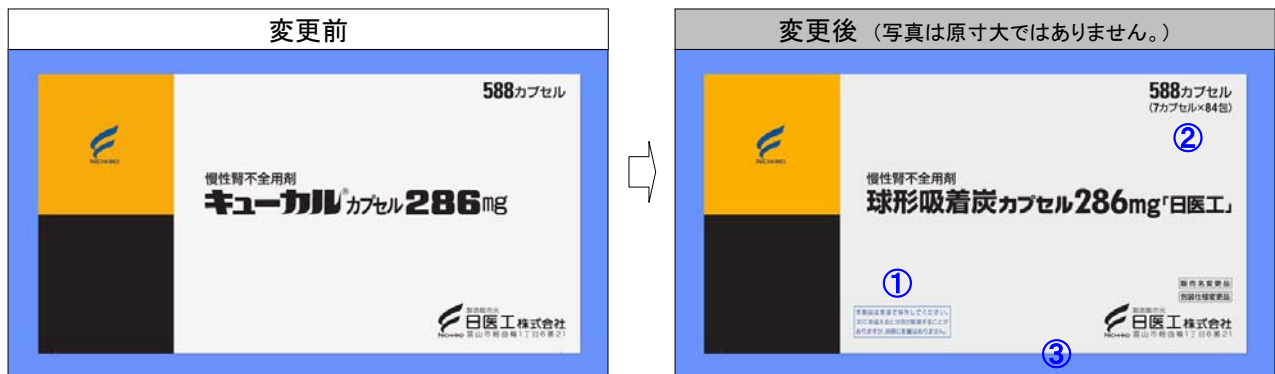 変更前
588カプセル
NICHI-IKO
慢性腎不全用剤
キューカル®カプセル286mg
製造販売元
日医工株式会社
NICHI-IKO 富山市総曲輪1丁目6番21
変更後（写真は原寸大ではありません。）
588カプセル
（7カプセル×84包）
②
NICHI-IKO
慢性腎不全用剤
球形吸着炭カプセル286mg「日医工」
①
販売名変更品
包装仕様変更品
製造販売元
日医工株式会社
NICHI-IKO 富山市総曲輪1丁目6番21
③